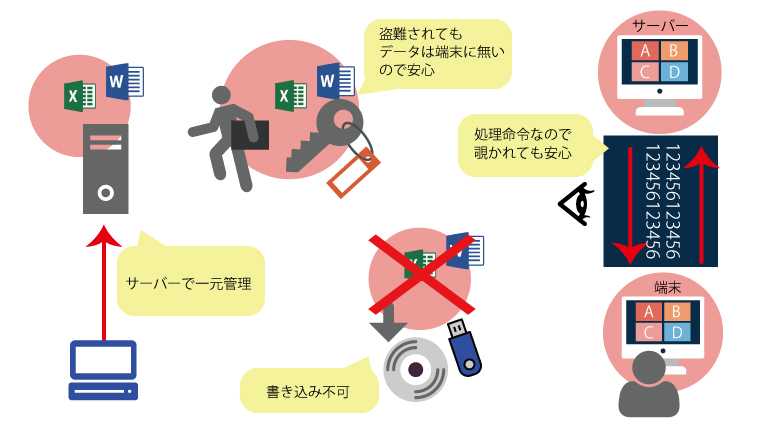 X
W
サーバーで一元管理
盗難されても
データは端末に無い
ので安心
X
W
X
W
書き込み不可
サーバー
A B
C D
処理命令なので
覗かれても安心
123456123456
123456123456
端末
A B
C D